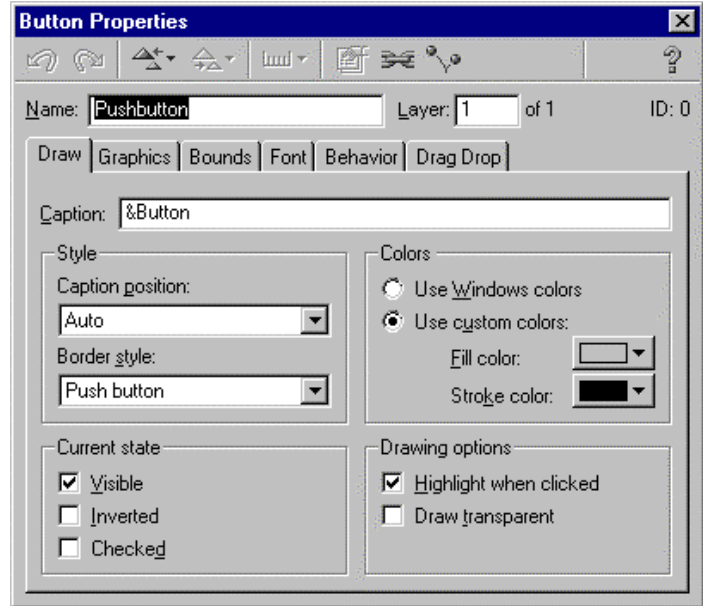 Button Properties
Name: Pushbutton Layer: 1 of 1 ID: 0
Draw Graphics Bounds Font Behavior Drag Drop
Caption: &Button
Style
Caption position:
Auto
Border style:
Push button
Colors
Use Windows colors
Use custom colors:
Fill color:
Stroke color:
Current state
Visible
Inverted
Checked
Drawing options
Highlight when clicked
Draw transparent